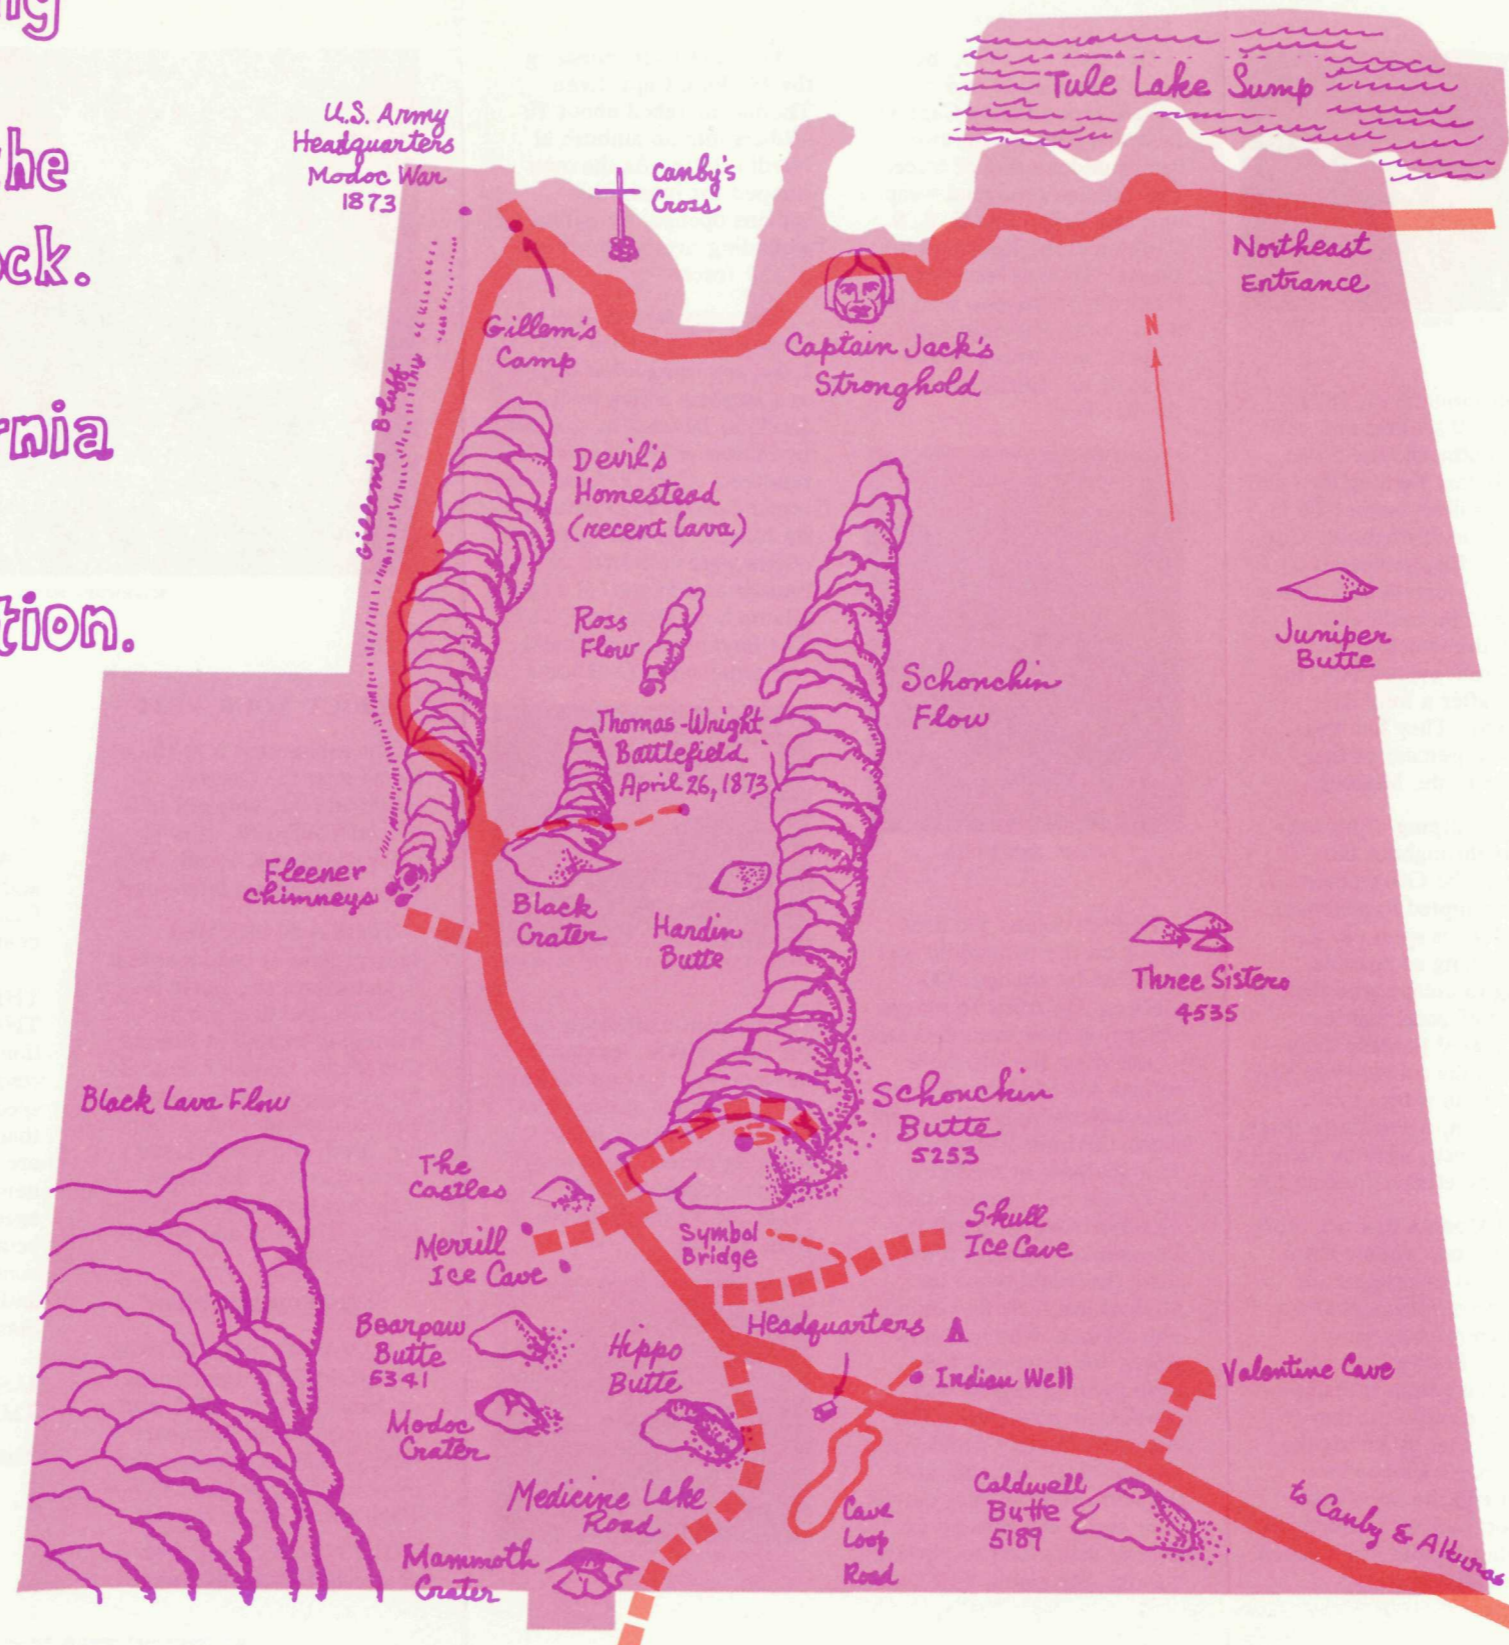 ng
he
ck.
rnia
tion.
Tule Lake Sump
U.S. Army
Headquarters
Modoc War
1873
Canby's
Cross
Northeast
Entrance
Gillem's
Camp
Captain Jack's
Stronghold
N
Gillem's Bluff
Devil's
Homestead
(recent lava)
Ross
Flow
Juniper
Butte
Schonchin
Flow
Thomas-Wright
Battlefield
April 26, 1873
Fleener
Chimneys
Black
Crater
Hardin
Butte
Three Sisters
4535
Black Lava Flow
Schonchin
Butte
5253
The
Castles
Merrill
Ice Cave
Symbol
Bridge
Skull
Ice Cave
Headquarters
Bearpaw
Butte
5341
Hippo
Butte
Indian Well
Valentine Cave
Modoc
Crater
Medicine Lake
Road
Cave
Loop
Road
Caldwell
Butte
5189
to Canby & Alturas
Mammoth
Crater